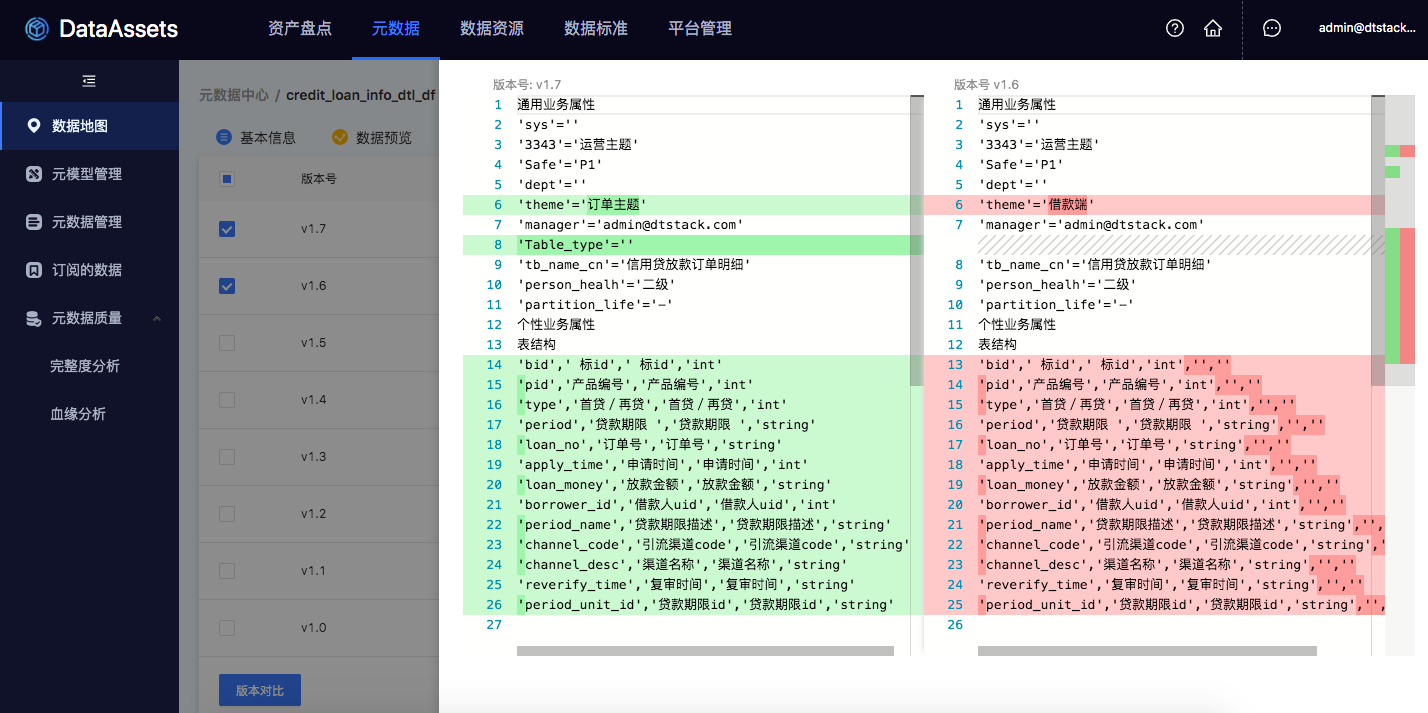 DataAssets
资产盘点 元数据 数据资源 数据标准 平台管理
admin@dtstack...
数据地图
元模型管理
元数据管理
订阅的数据
元数据质量
完整度分析
血缘分析
元数据中心 / credit_loan_info_dtl_df
基本信息 数据预览
版本号
v1.7
v1.6
v1.5
v1.4
v1.3
v1.2
v1.1
v1.0
版本对比
版本号: v1.7
1 通用业务属性
2 'sys'=''
3 '3343'='运营主题'
4 'Safe'='P1'
5 'dept'=''
6 'theme'='订单主题'
7 'manager'='admin@dtstack.com'
8 'Table_type'=''
9 'tb_name_cn'='信用贷放款订单明细'
10 'person_healh'='二级'
11 'partition_life'='—'
12 个性业务属性
13 表结构
14 'bid',' 标id',' 标id','int'
15 'pid','产品编号','产品编号','int'
16 'type','首贷/再贷','首贷/再贷','int'
17 'period','贷款期限 ','贷款期限 ','string'
18 'loan_no','订单号','订单号','string'
19 'apply_time','申请时间','申请时间','int'
20 'loan_money','放款金额','放款金额','string'
21 'borrower_id','借款人uid','借款人uid','int'
22 'period_name','贷款期限描述','贷款期限描述','string'
23 'channel_code','引流渠道code','引流渠道code','string'
24 'channel_desc','渠道名称','渠道名称','string'
25 'reverify_time','复审时间','复审时间','string'
26 'period_unit_id','贷款期限id','贷款期限id','string'
27
版本号 v1.6
1 通用业务属性
2 'sys'=''
3 '3343'='运营主题'
4 'Safe'='P1'
5 'dept'=''
6 'theme'='借款端'
7 'manager'='admin@dtstack.com'
8 'tb_name_cn'='信用贷放款订单明细'
9 'person_healh'='二级'
10 'partition_life'='—'
11 个性业务属性
12 表结构
13 'bid',' 标id',' 标id','int','',''
14 'pid','产品编号','产品编号','int','',''
15 'type','首贷/再贷','首贷/再贷','int','',''
16 'period','贷款期限 ','贷款期限 ','string','',''
17 'loan_no','订单号','订单号','string','',''
18 'apply_time','申请时间','申请时间','int','',''
19 'loan_money','放款金额','放款金额','string','',''
20 'borrower_id','借款人uid','借款人uid','int','',''
21 'period_name','贷款期限描述','贷款期限描述','string','',
22 'channel_code','引流渠道code','引流渠道code','string','
23 'channel_desc','渠道名称','渠道名称','string','',''
24 'reverify_time','复审时间','复审时间','string','',''
25 'period_unit_id','贷款期限id','贷款期限id','string','',
26